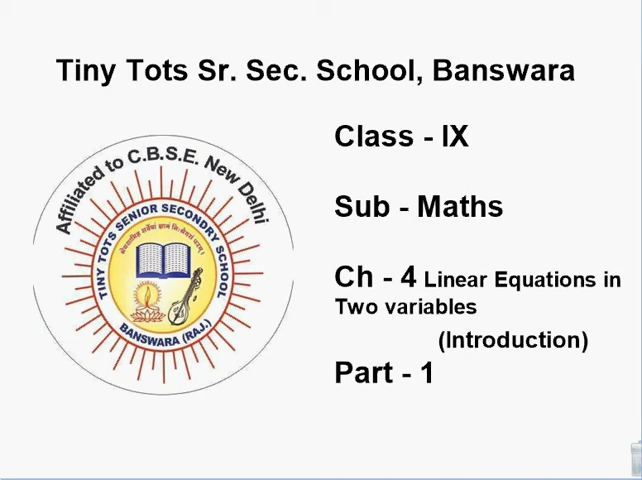 Tiny Tots Sr. Sec. School, Banswara
Class - IX
Sub - Maths
Ch - 4 Linear Equations in
Two variables
(Introduction)
Part - 1
Affiliated to C.B.S.E. New Delhi
TINY TOTS SENIOR SECONDRY SCHOOL
BANSWARA (RAJ.)